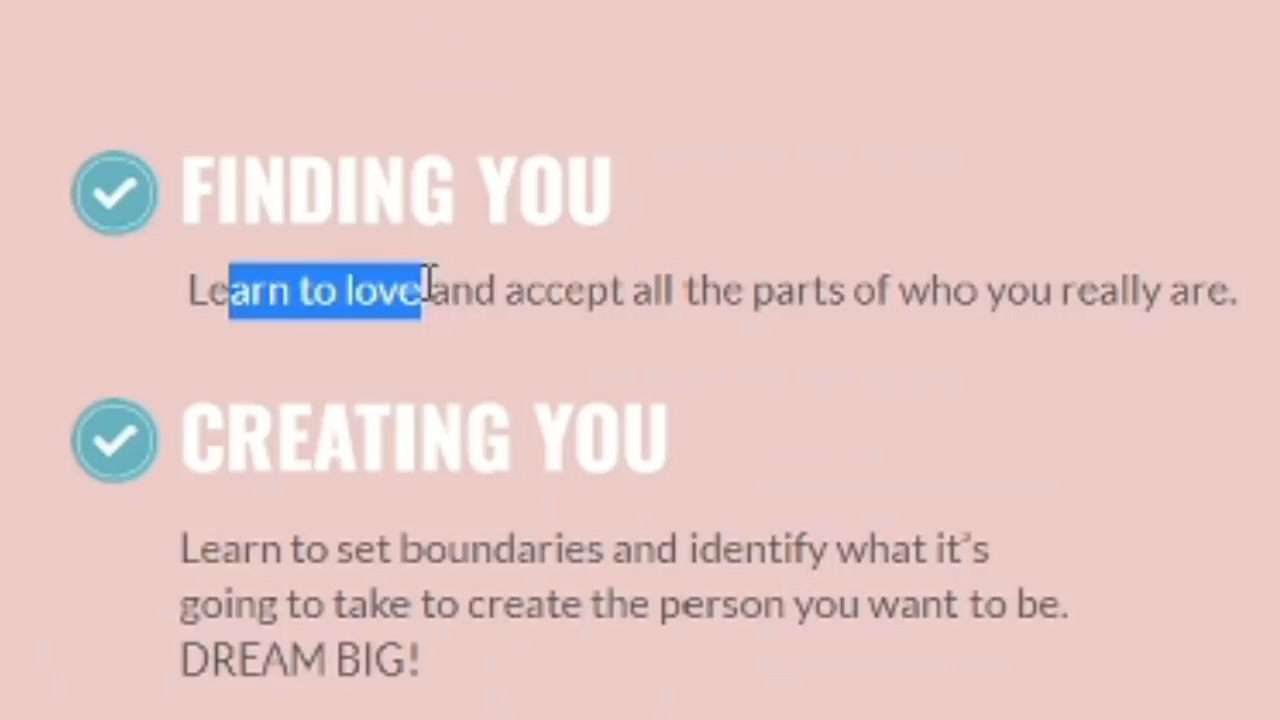 FINDING YOU
Learn to love and accept all the parts of who you really are.
CREATING YOU
Learn to set boundaries and identify what it's
going to take to create the person you want to be.
DREAM BIG!